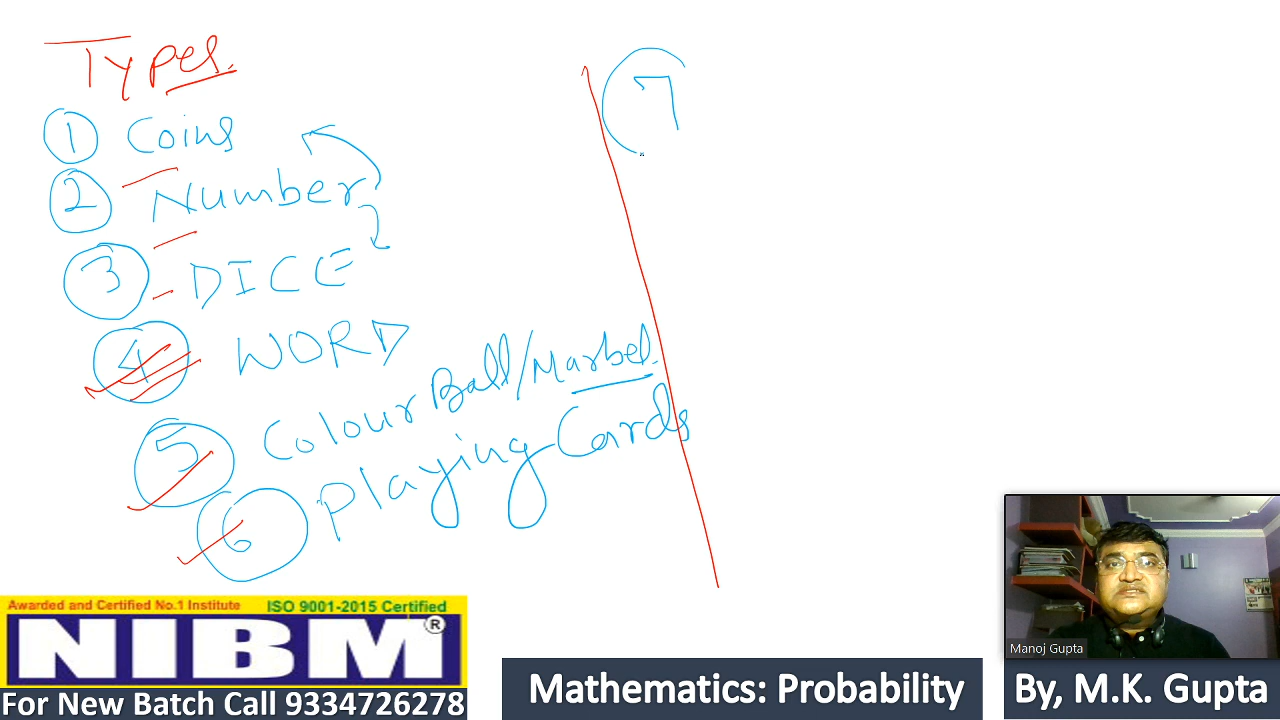 Types.
1 Coins
2 Number
3 - DICE
4 WORD
5 Colour Ball/Marbel.
6 Playing Cards
7
Manoj Gupta
Awarded and Certified No.1 Institute ISO 9001-2015 Certified
NIBM®
For New Batch Call 9334726278
Mathematics: Probability
By, M.K. Gupta